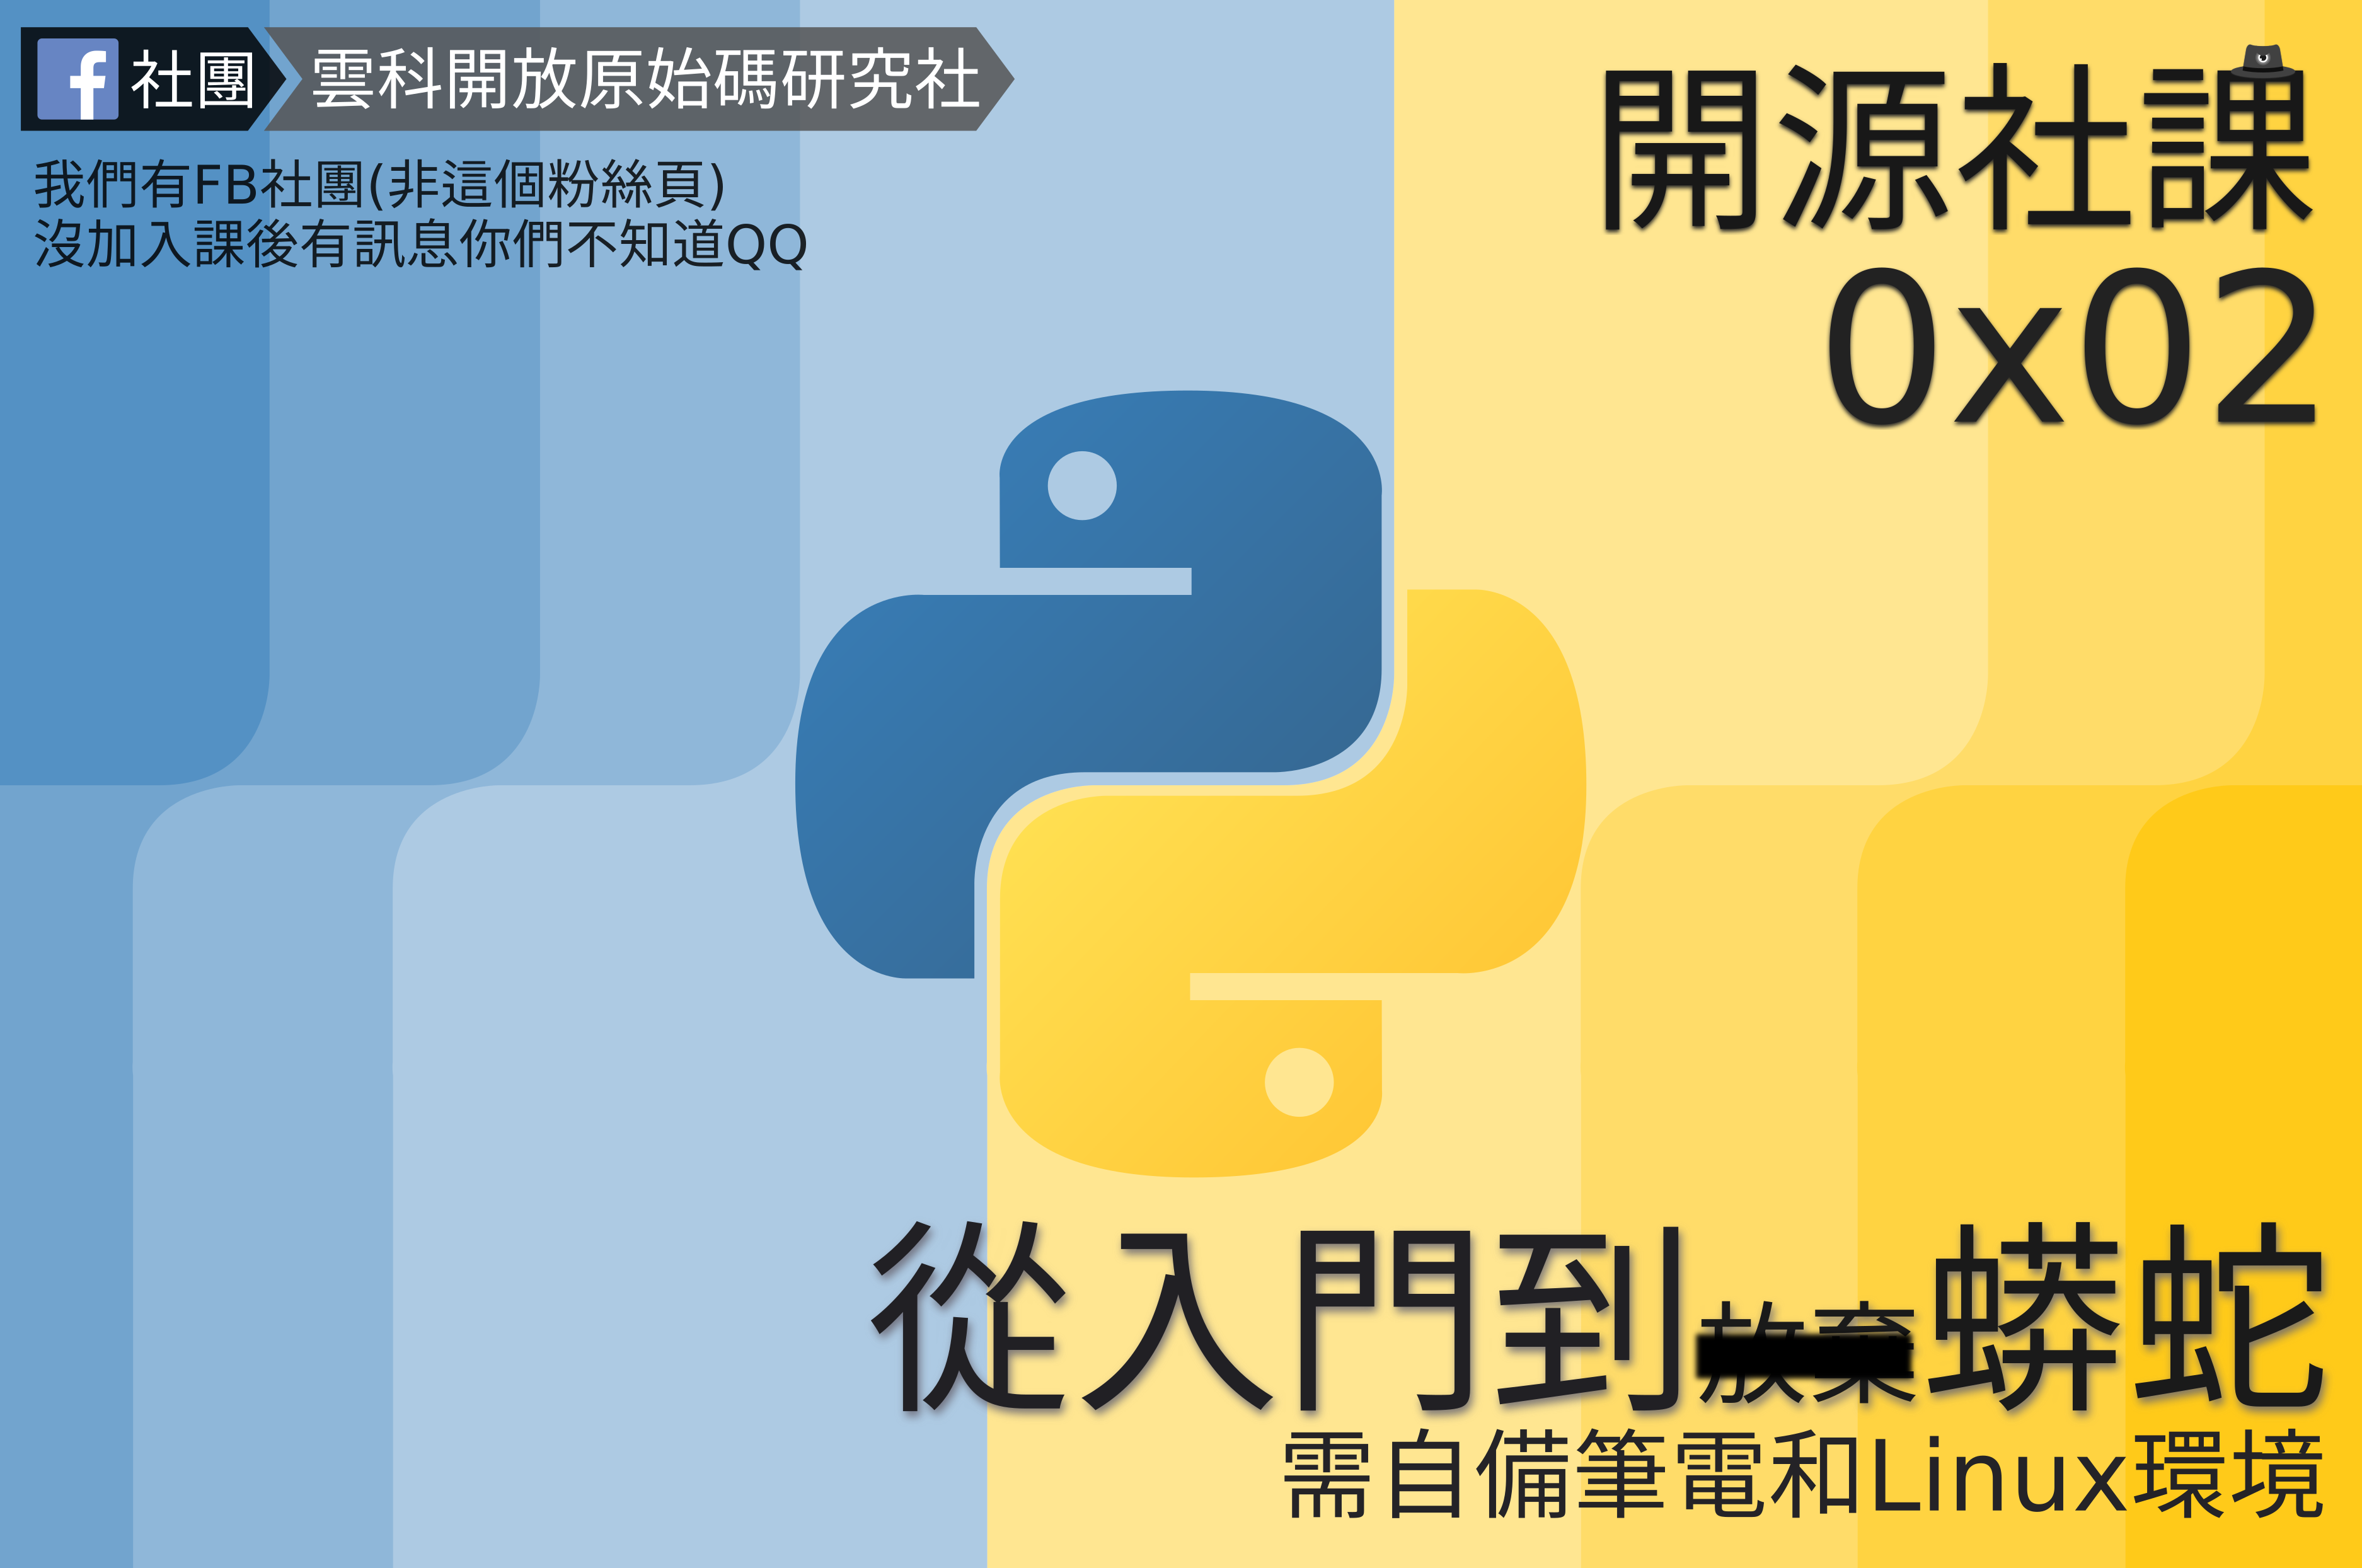 社團 雲科開放原始碼研究社
我們有FB社團(非這個粉絲頁)
沒加入課後有訊息你們不知道QQ
開源社課
0x02
從入門到放棄蟒蛇
需自備筆電和Linux環境